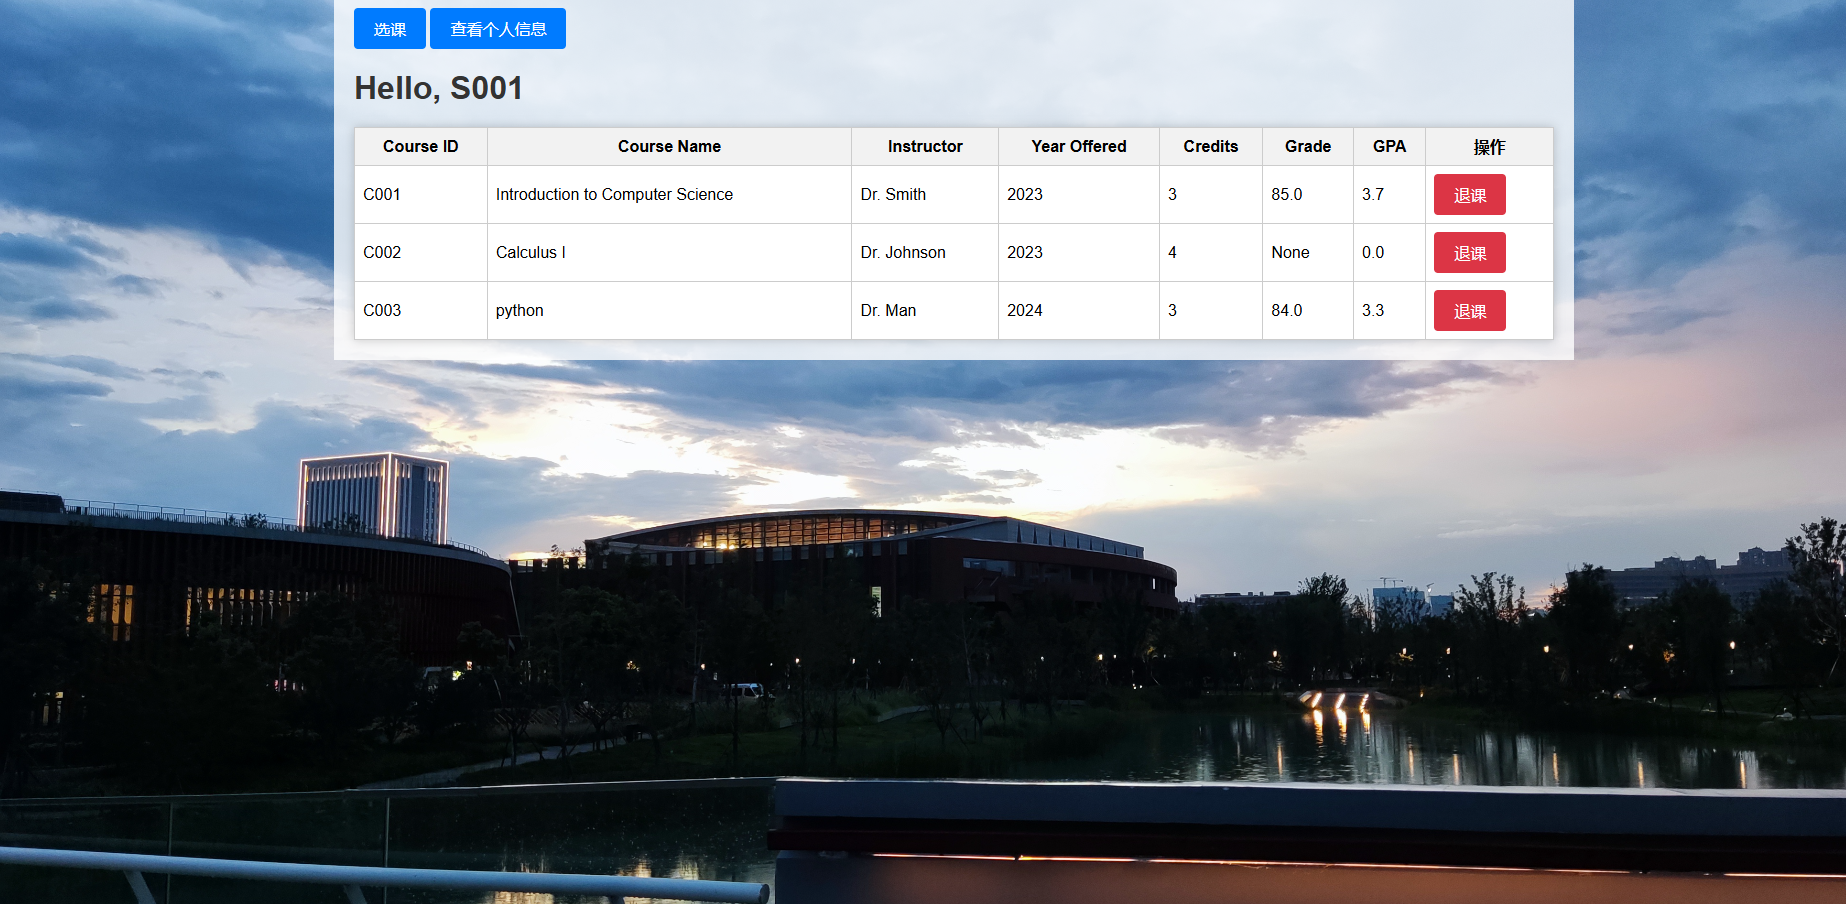 选课 查看个人信息
Hello, S001
Course ID Course Name Instructor Year Offered Credits Grade GPA 操作
C001 Introduction to Computer Science Dr. Smith 2023 3 85.0 3.7 退课
C002 Calculus I Dr. Johnson 2023 4 None 0.0 退课
C003 python Dr. Man 2024 3 84.0 3.3 退课